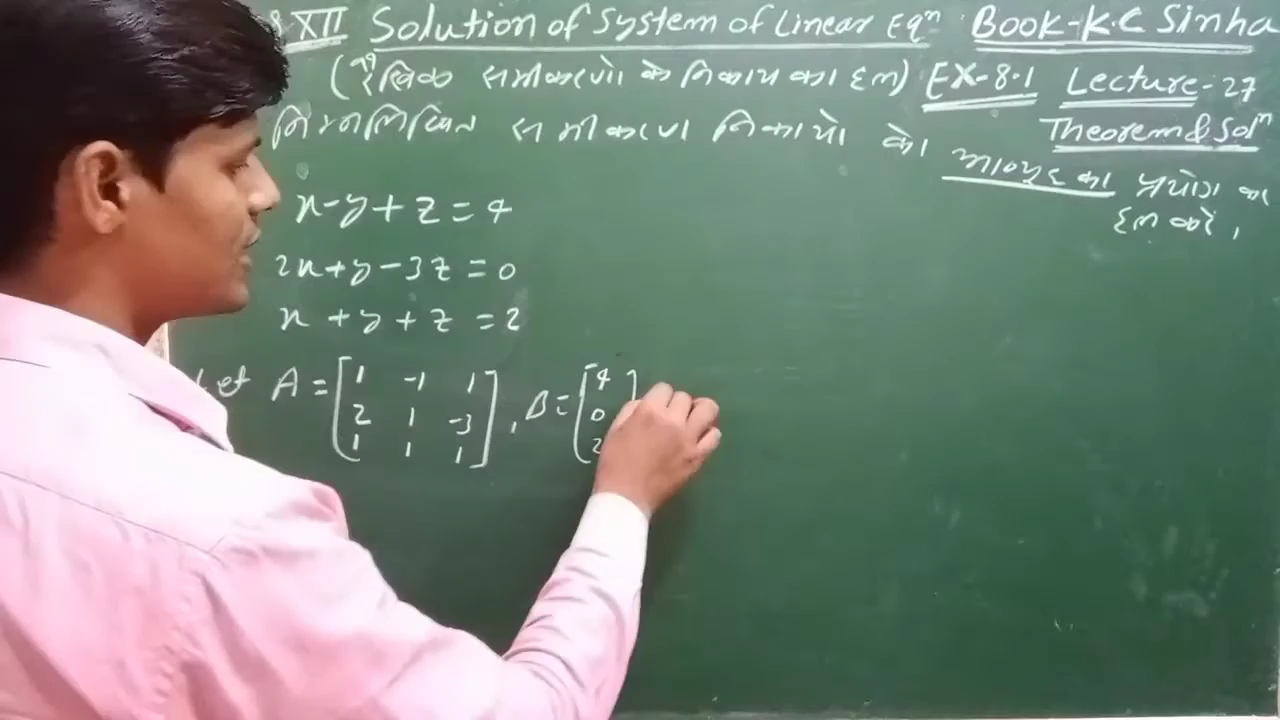 XII Solution of System of Linear Eqⁿ Book-K.C Sinha
(रैखिक समीकरणों के निकाय का हल) EX-8.1 Lecture-27
Theorem & Solⁿ
निम्नलिखित समीकरण निकायों को आव्यूह का प्रयोग कर
हल करें।
x-y+z=4
2x+y-3z=0
x+y+z=2
Let A=[1 -1 1
2 1 -3
1 1 1], B=[4
0
2]